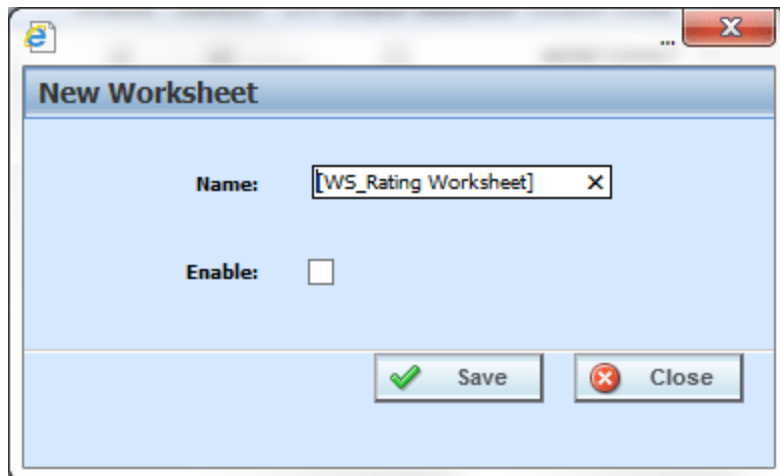 ...
New Worksheet
Name: [WS_Rating Worksheet]
Enable:
Save Close